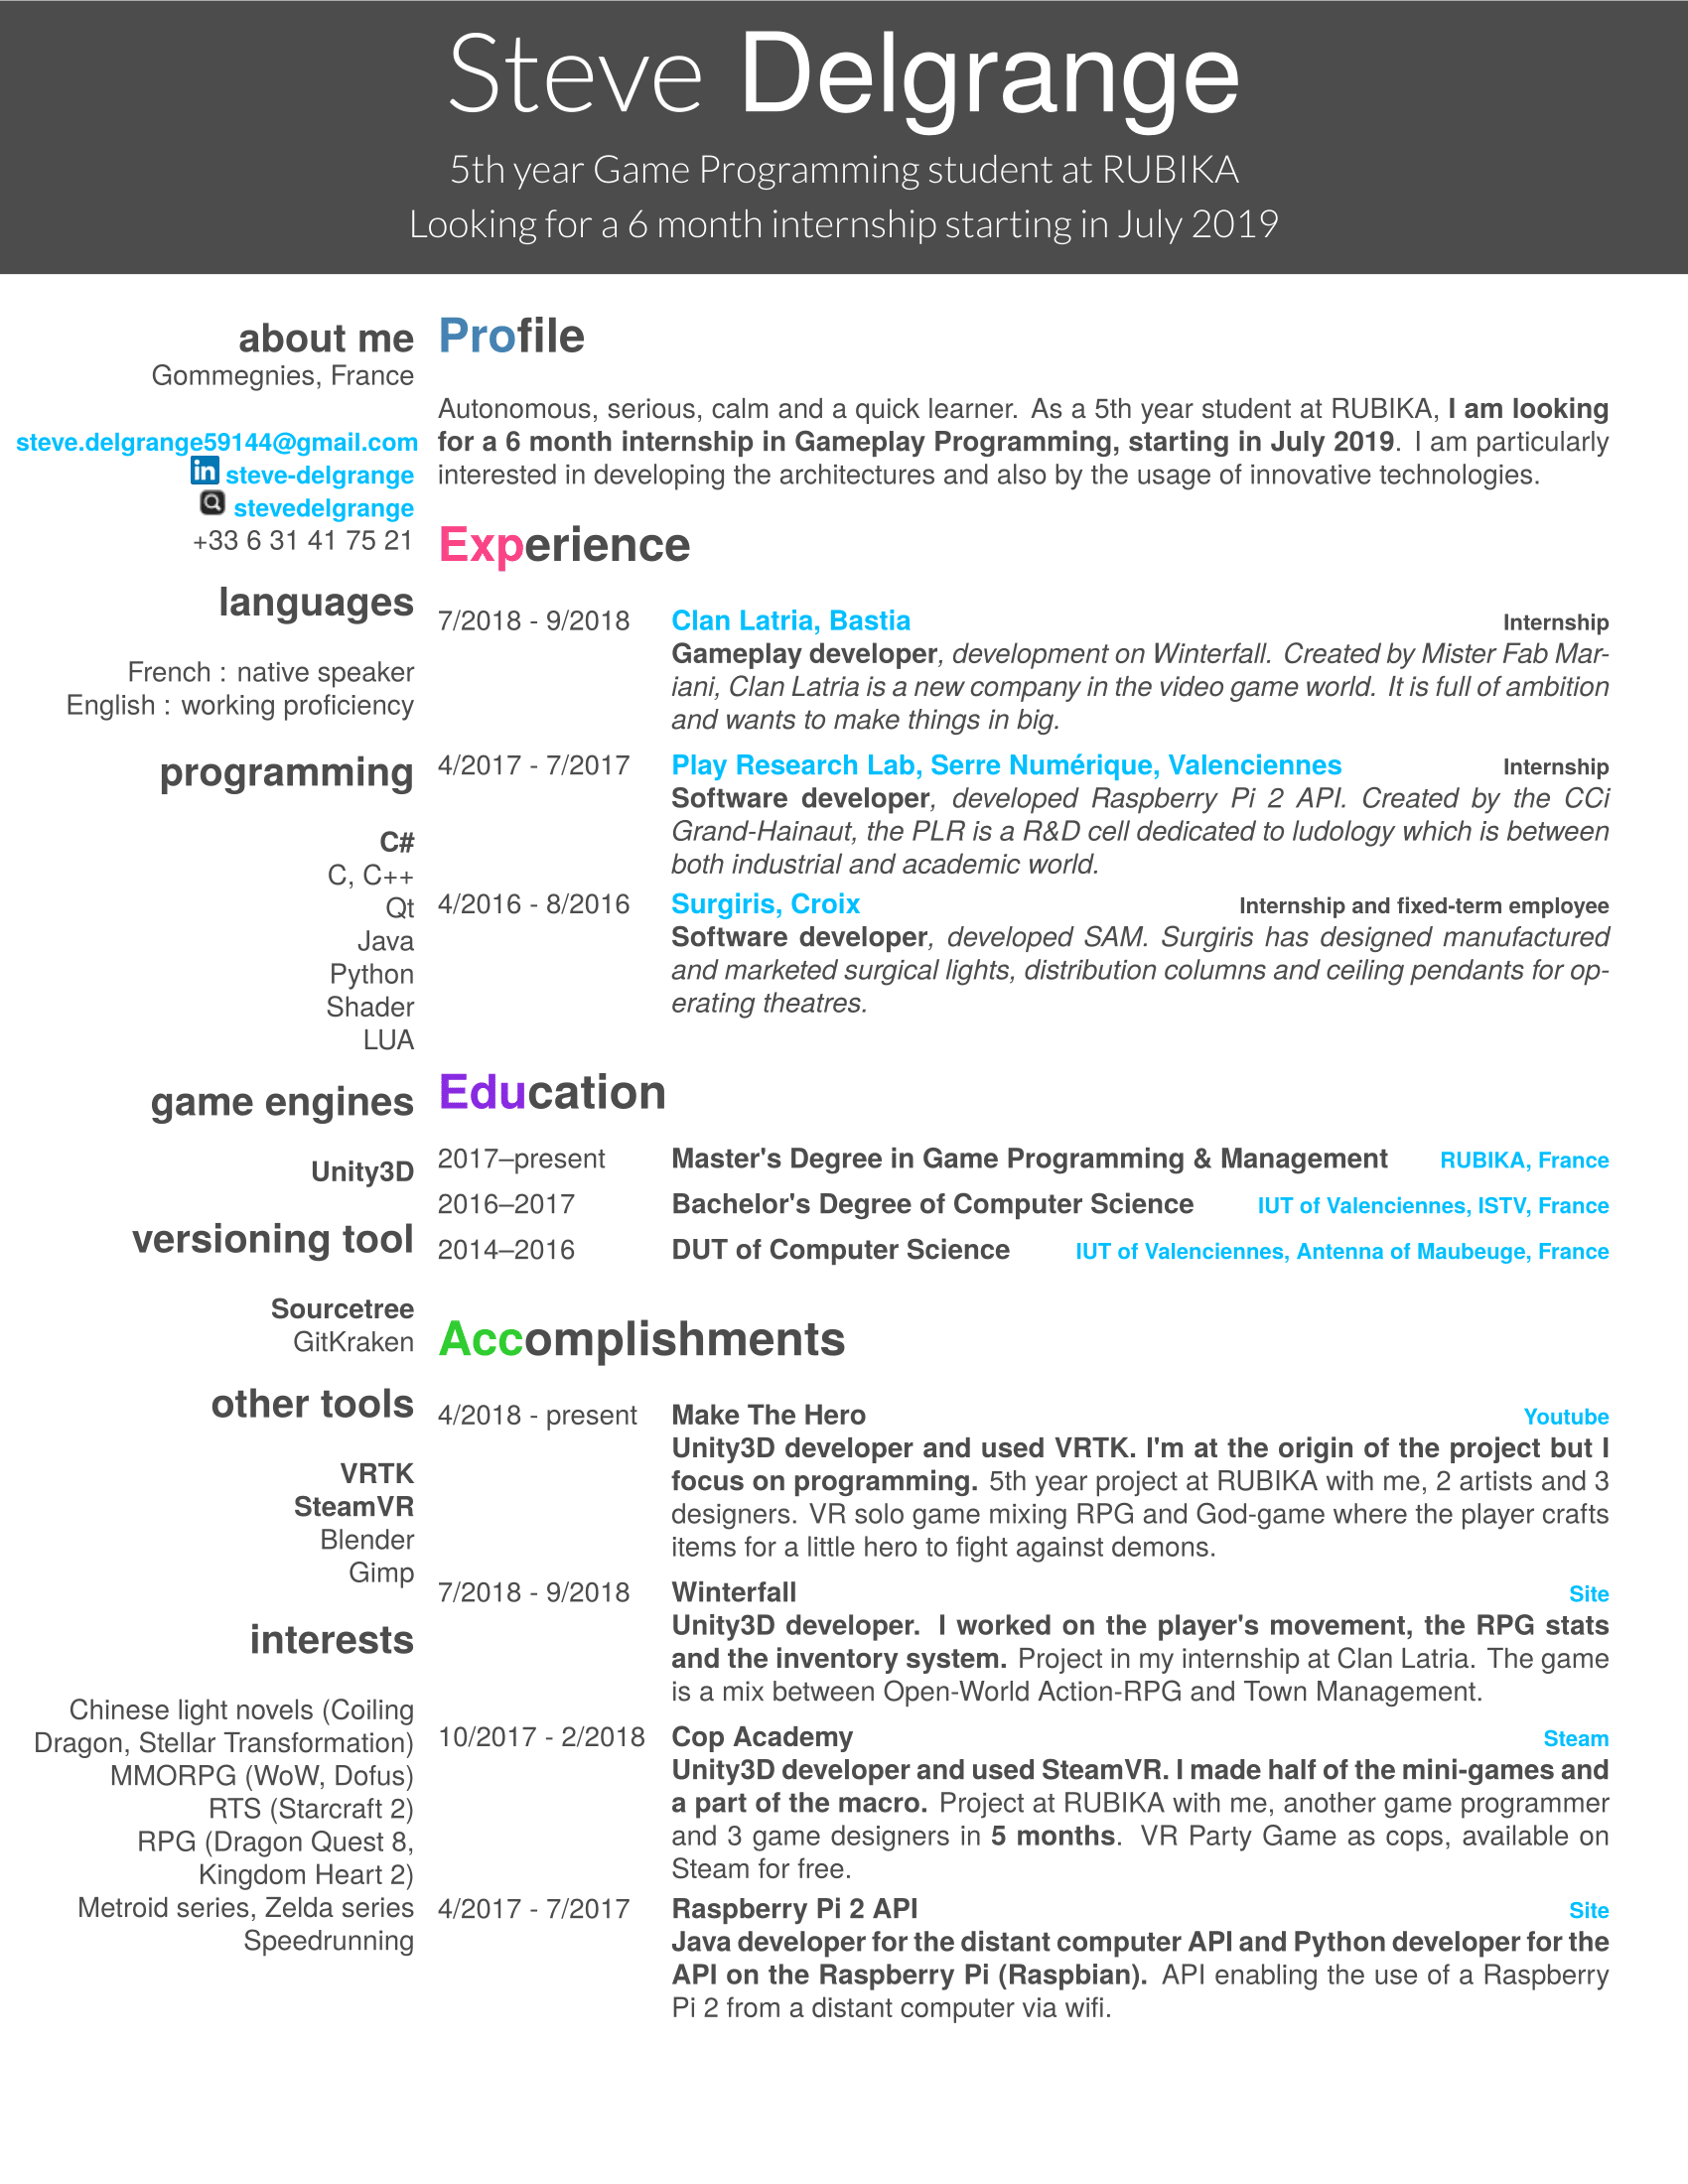 Steve Delgrange
5th year Game Programming student at RUBIKA
Looking for a 6 month internship starting in July 2019
about me
Gommegnies, France
steve.delgrange59144@gmail.com
steve-delgrange
stevedelgrange
+33 6 31 41 75 21
languages
French : native speaker
English : working proficiency
programming
C#
C, C++
Qt
Java
Python
Shader
LUA
game engines
Unity3D
versioning tool
Sourcetree
GitKraken
other tools
VRTK
SteamVR
Blender
Gimp
interests
Chinese light novels (Coiling
Dragon, Stellar Transformation)
MMORPG (WoW, Dofus)
RTS (Starcraft 2)
RPG (Dragon Quest 8,
Kingdom Heart 2)
Metroid series, Zelda series
Speedrunning
Profile
Autonomous, serious, calm and a quick learner. As a 5th year student at RUBIKA, I am looking
for a 6 month internship in Gameplay Programming, starting in July 2019. I am particularly
interested in developing the architectures and also by the usage of innovative technologies.
Experience
7/2018 - 9/2018 Clan Latria, Bastia Internship
Gameplay developer, development on Winterfall. Created by Mister Fab Mar-
iani, Clan Latria is a new company in the video game world. It is full of ambition
and wants to make things in big.
4/2017 - 7/2017 Play Research Lab, Serre Numérique, Valenciennes Internship
Software developer, developed Raspberry Pi 2 API. Created by the CCi
Grand-Hainaut, the PLR is a R&D cell dedicated to ludology which is between
both industrial and academic world.
4/2016 - 8/2016 Surgiris, Croix Internship and fixed-term employee
Software developer, developed SAM. Surgiris has designed manufactured
and marketed surgical lights, distribution columns and ceiling pendants for op-
erating theatres.
Education
2017–present Master's Degree in Game Programming & Management RUBIKA, France
2016–2017 Bachelor's Degree of Computer Science IUT of Valenciennes, ISTV, France
2014–2016 DUT of Computer Science IUT of Valenciennes, Antenna of Maubeuge, France
Accomplishments
4/2018 - present Make The Hero Youtube
Unity3D developer and used VRTK. I'm at the origin of the project but I
focus on programming. 5th year project at RUBIKA with me, 2 artists and 3
designers. VR solo game mixing RPG and God-game where the player crafts
items for a little hero to fight against demons.
7/2018 - 9/2018 Winterfall Site
Unity3D developer. I worked on the player's movement, the RPG stats
and the inventory system. Project in my internship at Clan Latria. The game
is a mix between Open-World Action-RPG and Town Management.
10/2017 - 2/2018 Cop Academy Steam
Unity3D developer and used SteamVR. I made half of the mini-games and
a part of the macro. Project at RUBIKA with me, another game programmer
and 3 game designers in 5 months. VR Party Game as cops, available on
Steam for free.
4/2017 - 7/2017 Raspberry Pi 2 API Site
Java developer for the distant computer API and Python developer for the
API on the Raspberry Pi (Raspbian). API enabling the use of a Raspberry
Pi 2 from a distant computer via wifi.